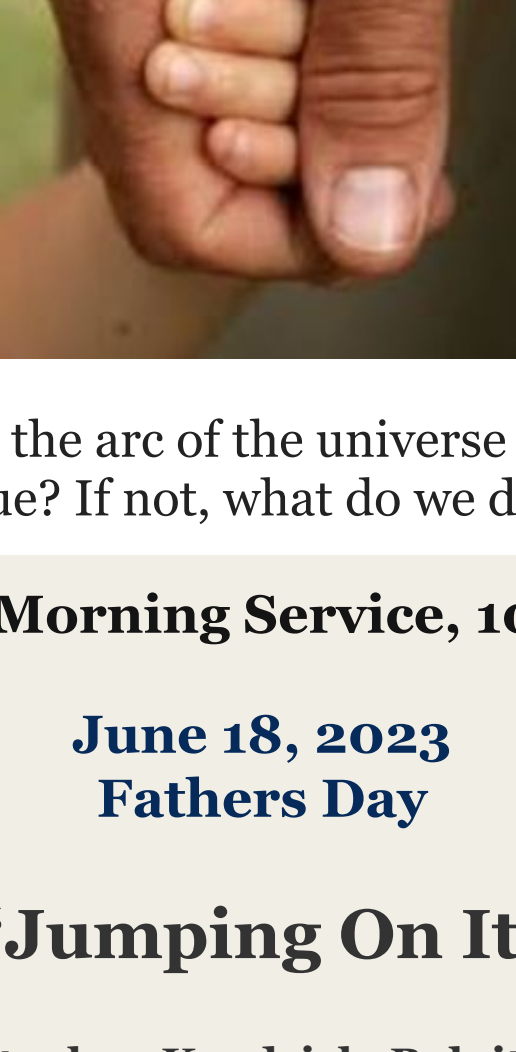 the arc of the universe
ue? If not, what do we d
Morning Service, 10
June 18, 2023
Fathers Day
"Jumping On It